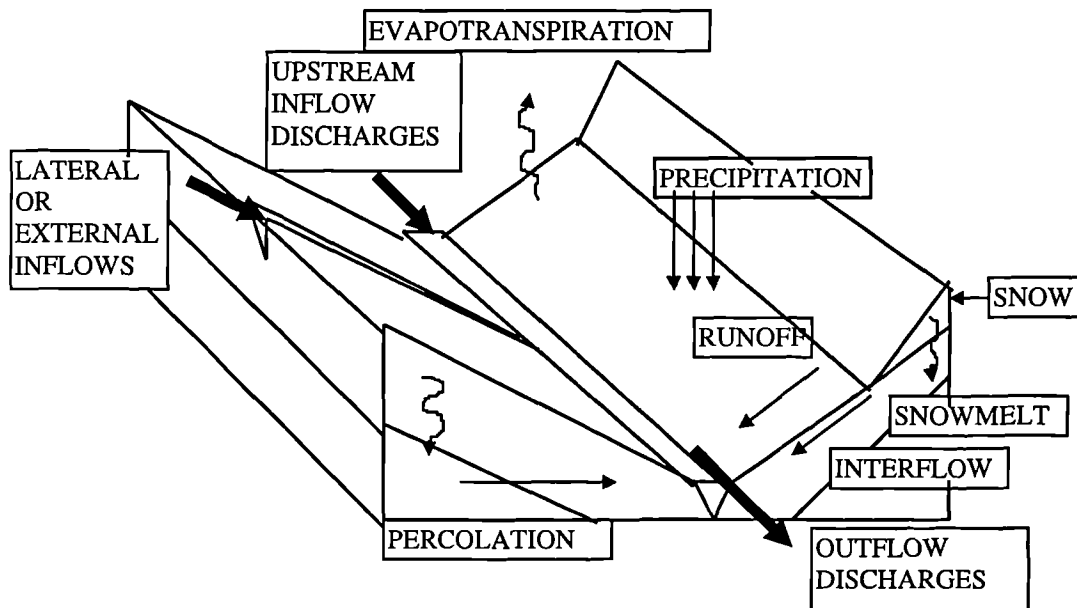 EVAPOTRANSPIRATION
UPSTREAM
INFLOW
DISCHARGES
LATERAL
OR
EXTERNAL
INFLOWS
PRECIPITATION
SNOW
RUNOFF
SNOWMELT
INTERFLOW
PERCOLATION
OUTFLOW
DISCHARGES